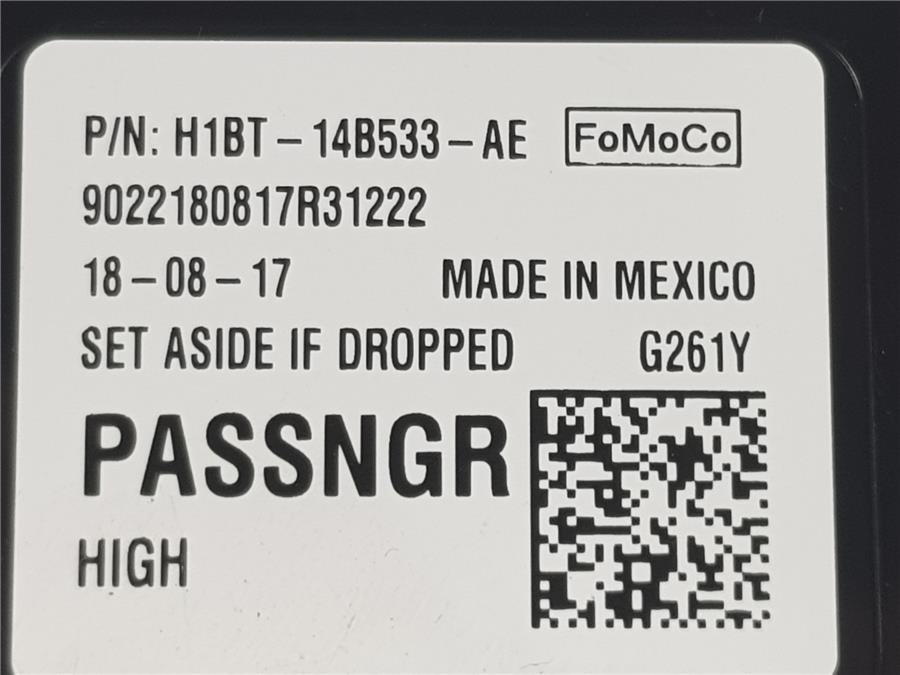 P/N: H1BT-14B533-AE FoMoCo
9022180817R31222
18-08-17 MADE IN MEXICO
SET ASIDE IF DROPPED G261Y
PASSNGR
HIGH